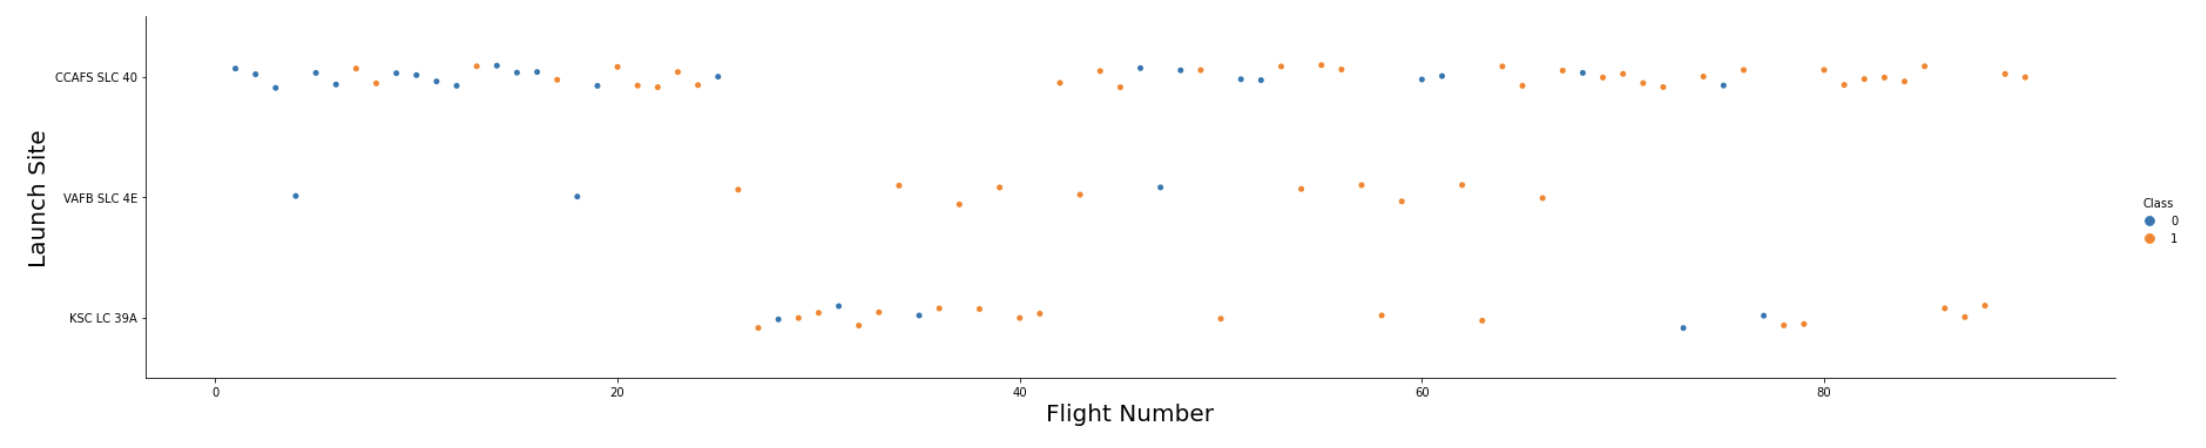 CCAFS SLC 40
VAFB SLC 4E
KSC LC 39A
Launch Site
0 20 40 60 80
Flight Number
Class
0
1